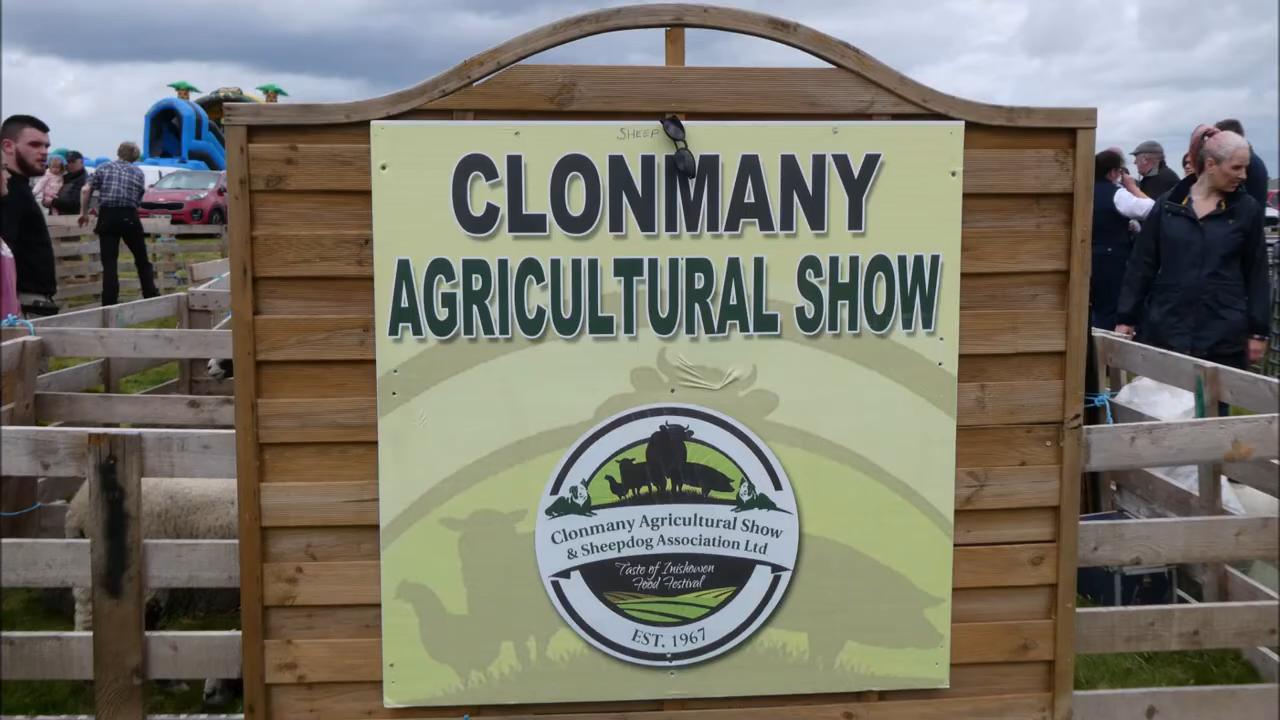 SHEEP
CLONMANY
AGRICULTURAL SHOW
Clonmany Agricultural Show
& Sheepdog Association Ltd
Taste of Inishowen
Food Festival
EST. 1967